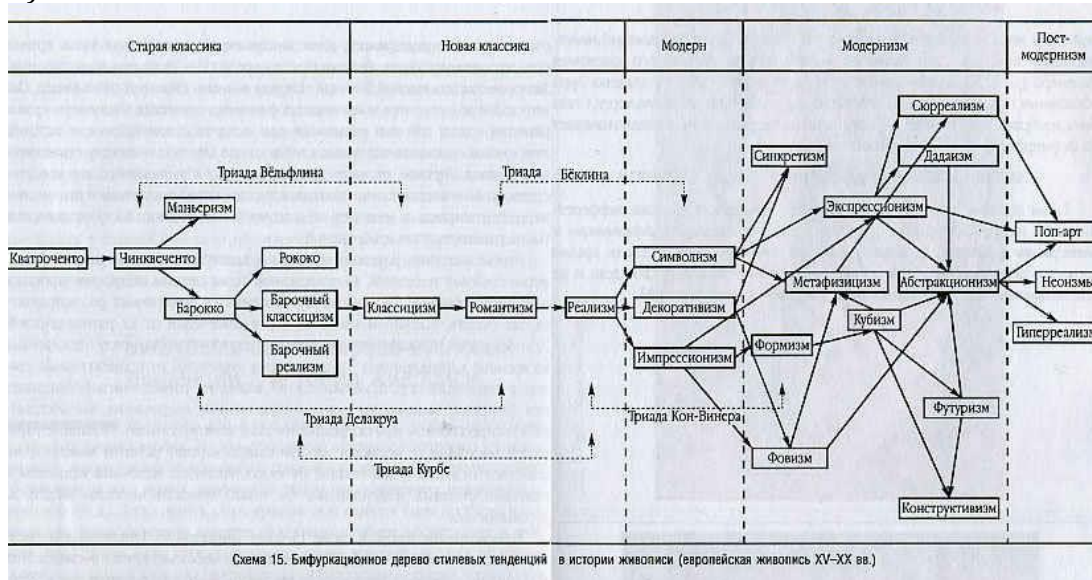 Старая классика
Новая классика
Модерн
Модернизм
Пост-
модернизм
Сюрреализм
Синкретизм
Дадаизм
Триада Вёльфлина
Триада
Бёклина
Маньеризм
Экспрессионизм
Поп-арт
Кватроченто
Чинквеченто
Рококо
Символизм
Метафизицизм
Абстракционизм
Неоизмы
Барокко
Барочный
классицизм
Классицизм
Романтизм
Реализм
Декоративизм
Кубизм
Гиперреализм
Барочный
реализм
Импрессионизм
Формизм
Триада Делакруа
Триада Кон-Винера
Футуризм
Триада Курбе
Фовизм
Конструктивизм
Схема 15. Бифуркационное дерево стилевых тенденций в истории живописи (европейская живопись XV–XX вв.)